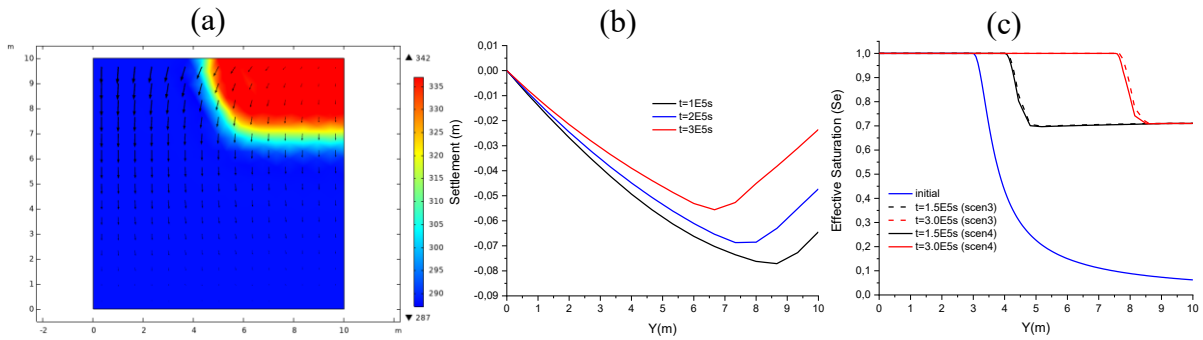 (a)
m
10
9
8
7
6
5
4
3
2
1
0
-2
0
2
4
6
8
10
m
▲ 342
335
330
325
320
315
310
305
300
295
290
▼ 287
(b)
Settlement (m)
0,01
0,00
-0,01
-0,02
-0,03
-0,04
-0,05
-0,06
-0,07
-0,08
-0,09
t=1E5s
t=2E5s
t=3E5s
0 1 2 3 4 5 6 7 8 9 10
Y(m)
(c)
Effective Saturation (Se)
1,0
0,9
0,8
0,7
0,6
0,5
0,4
0,3
0,2
0,1
0,0
initial
t=1.5E5s (scen3)
t=3.0E5s (scen3)
t=1.5E5s (scen4)
t=3.0E5s (scen4)
0 1 2 3 4 5 6 7 8 9 10
Y(m)